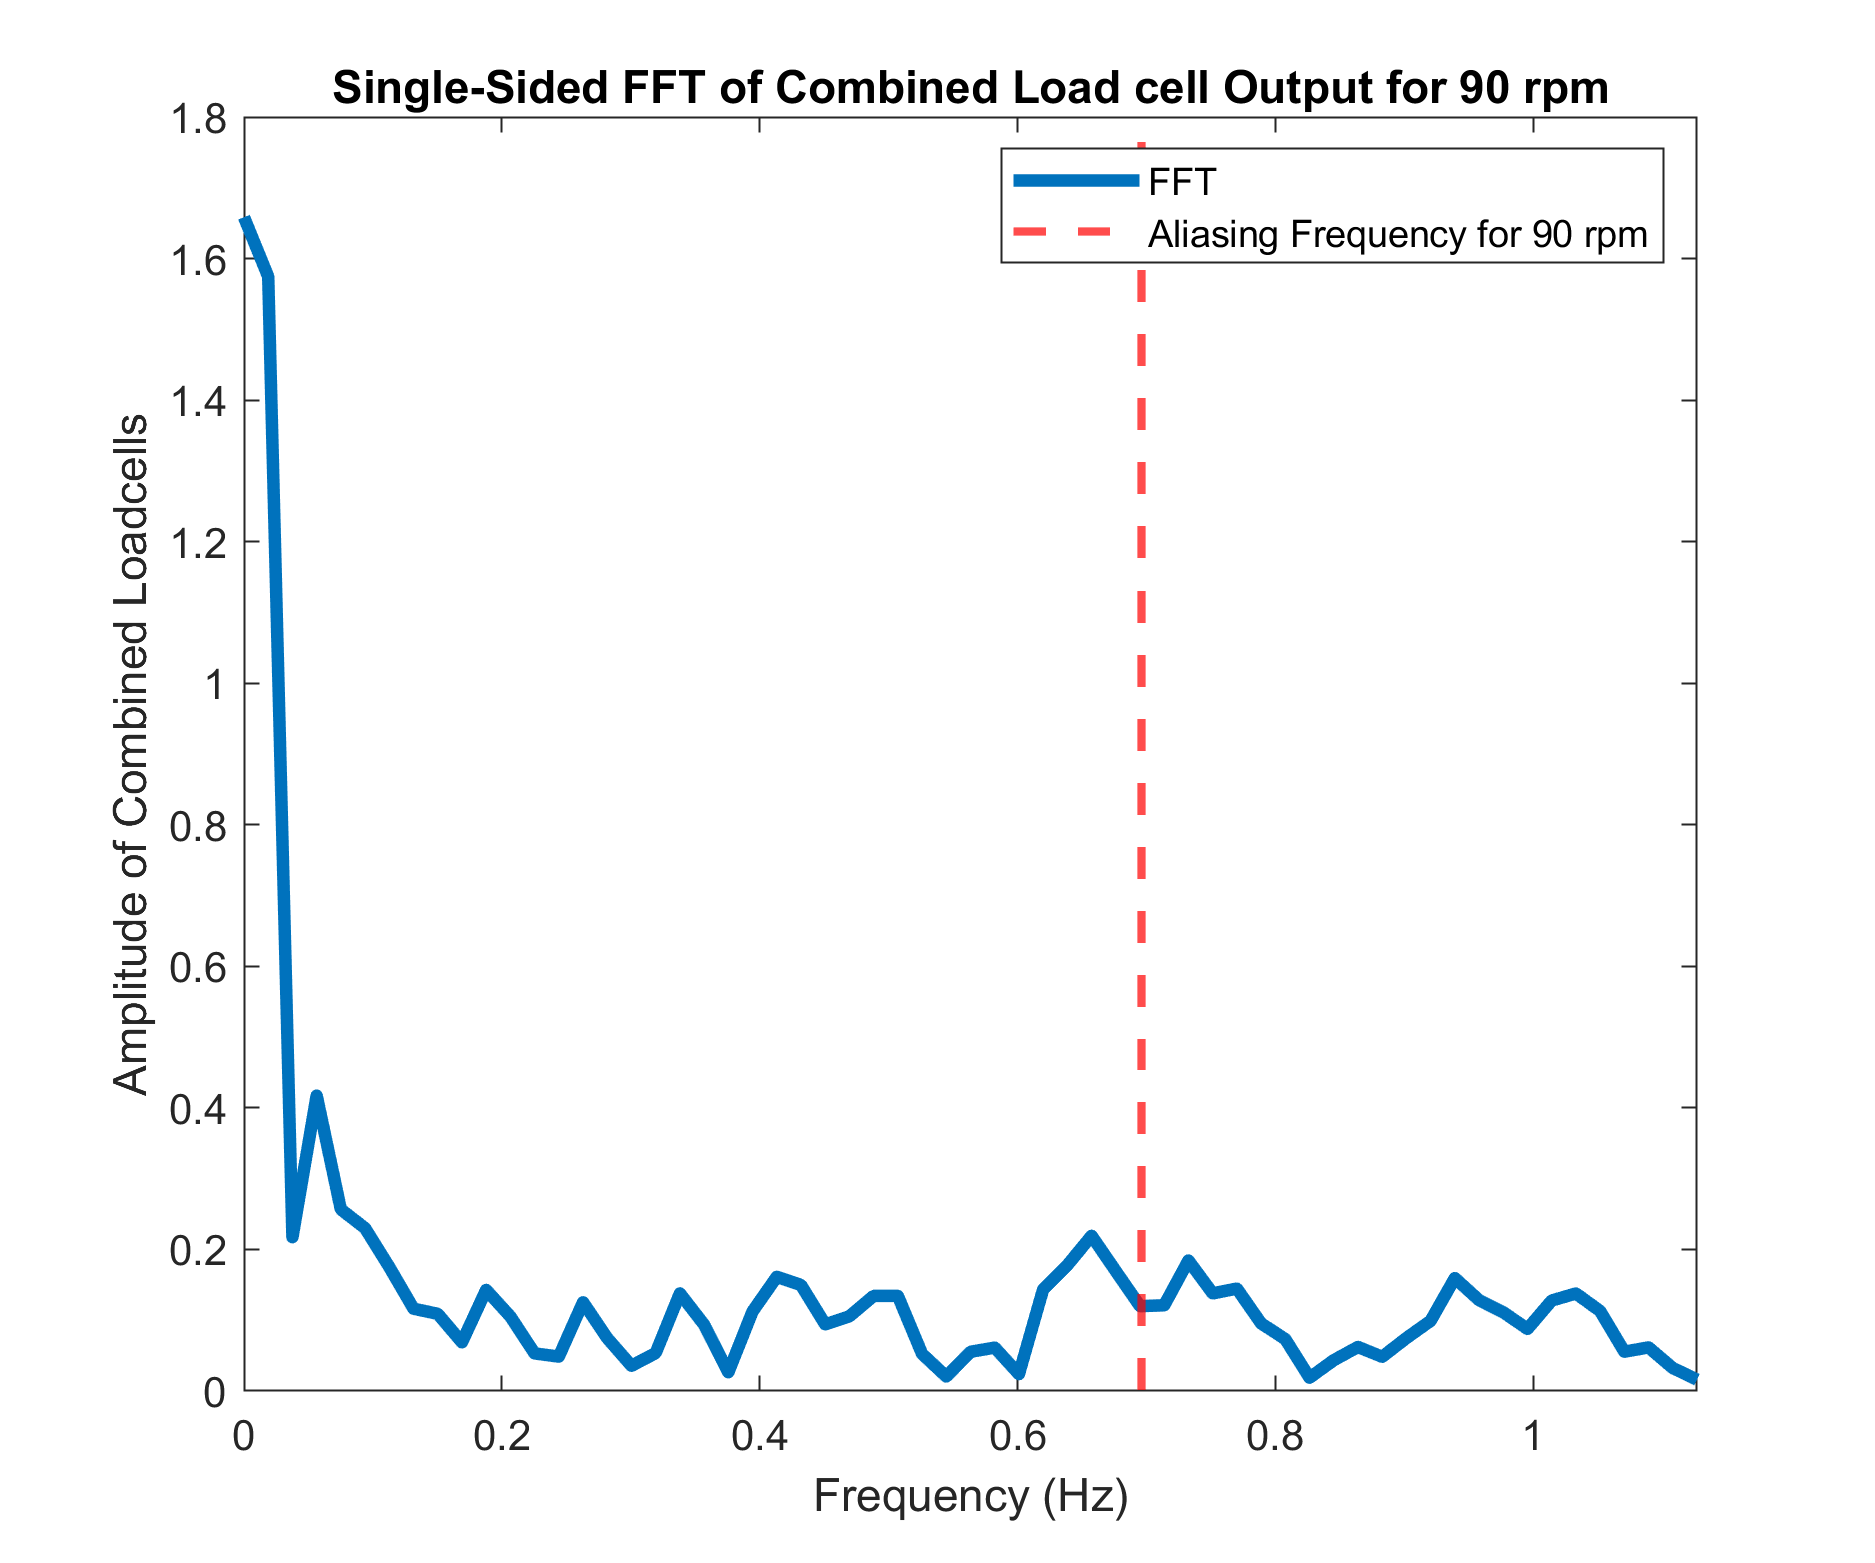 Single-Sided FFT of Combined Load cell Output for 90 rpm
1.8
1.6
1.4
1.2
1
0.8
0.6
0.4
0.2
0
Amplitude of Combined Loadcells
FFT
Aliasing Frequency for 90 rpm
0 0.2 0.4 0.6 0.8 1
Frequency (Hz)